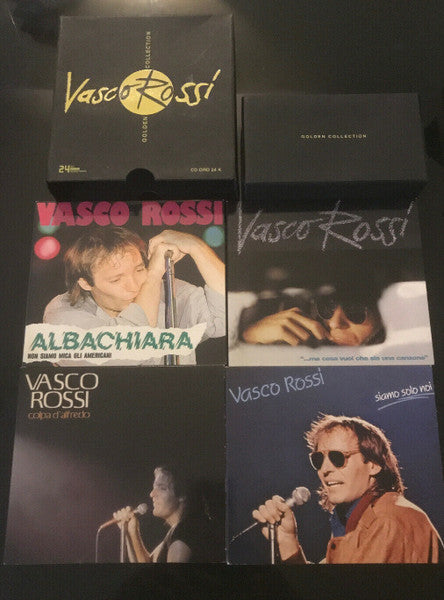 Vasco Rossi
GOLDEN COLLECTION
24
CD ORO 24 K
GOLDEN COLLECTION
VASCO ROSSI
ALBACHIARA
NON SIAMO MICA GLI AMERICANI
Vasco Rossi
"...ma cosa vuoi che sia una canzone"
VASCO
ROSSI
colpa d'alfredo
Vasco Rossi
siamo solo noi